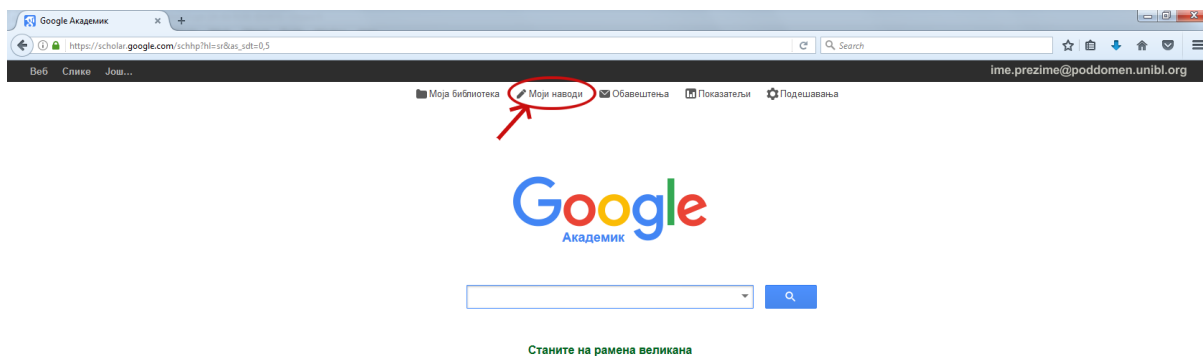 Google Академик
https://scholar.google.com/schhp?hl=sr&as_sdt=0,5
Search
Веб Слике Још...
ime.prezime@poddomen.unibl.org
Моја библиотека Моји наводи Обавештења Показатељи Подешавања
Google
Академик
Станите на рамена великана